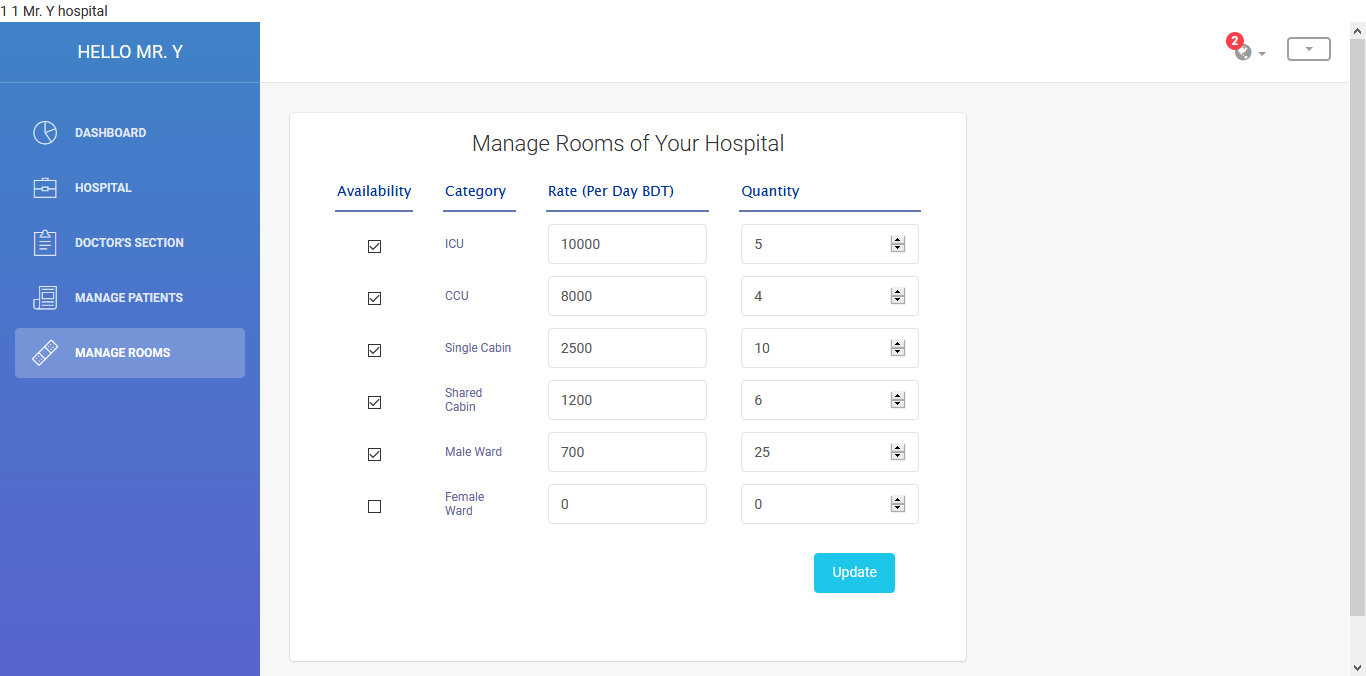 1 1 Mr. Y hospital
HELLO MR. Y
2
DASHBOARD
HOSPITAL
DOCTOR'S SECTION
MANAGE PATIENTS
MANAGE ROOMS
Manage Rooms of Your Hospital
Availability Category Rate (Per Day BDT) Quantity
ICU 10000 5
CCU 8000 4
Single Cabin 2500 10
Shared
Cabin 1200 6
Male Ward 700 25
Female
Ward 0 0
Update